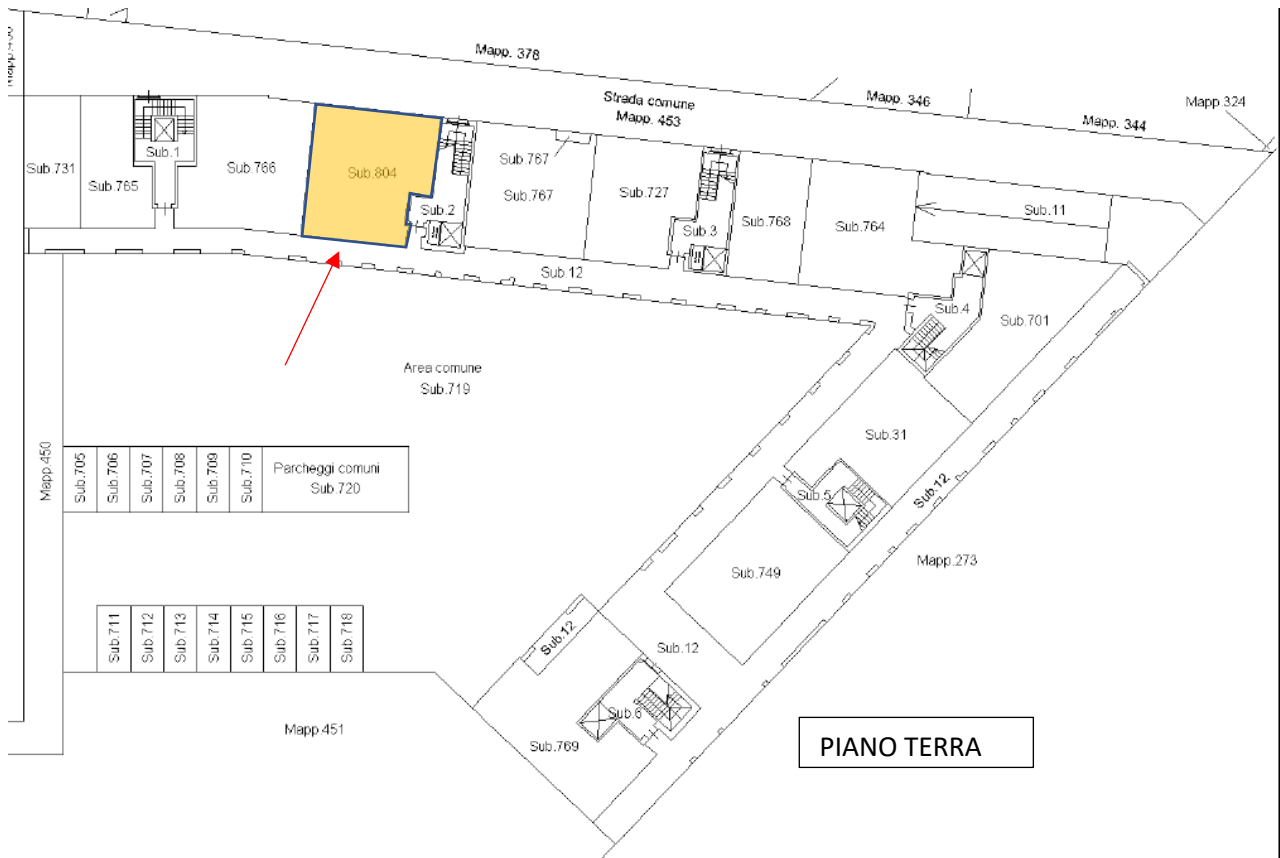 Mapp. 378
Strada comune
Mapp. 453
Mapp. 346
Mapp. 344
Mapp.324
Sub.731
Sub.765
Sub.1
Sub.766
Sub.804
Sub.2
Sub.767
Sub.767
Sub.727
Sub.3
Sub.768
Sub.764
Sub.11
Sub.12
Sub.4
Sub.701
Area comune
Sub.719
Sub.31
Mapp.450
Sub.705
Sub.706
Sub.707
Sub.708
Sub.709
Sub.710
Parcheggi comuni
Sub.720
Sub.5
Sub.12
Sub.749
Mapp.273
Sub.711
Sub.712
Sub.713
Sub.714
Sub.715
Sub.716
Sub.717
Sub.718
Sub.12
Sub.12
Sub.6
Sub.769
Mapp.451
PIANO TERRA